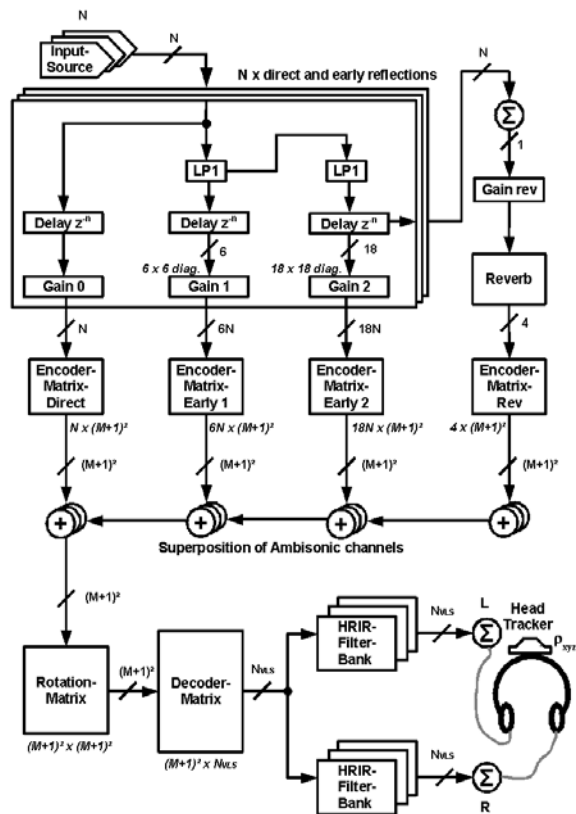 N
Input-
Source
N
N x direct and early reflections
N
Σ
1
LP1
LP1
Gain rev
Delay z⁻ⁿ
Delay z⁻ⁿ
Delay z⁻ⁿ
6
18
6 x 6 diag.
18 x 18 diag.
Gain 0
Gain 1
Gain 2
Reverb
N
6N
18N
4
Encoder-
Matrix-
Direct
Encoder-
Matrix-
Early 1
Encoder-
Matrix-
Early 2
Encoder-
Matrix-
Rev
N x (M+1)²
6N x (M+1)²
18N x (M+1)²
4 x (M+1)²
(M+1)²
(M+1)²
(M+1)²
(M+1)²
+
+
+
+
Superposition of Ambisonic channels
(M+1)²
Rotation-
Matrix
(M+1)² x (M+1)²
(M+1)²
Decoder-
Matrix
(M+1)² x NVLS
NVLS
HRIR-
Filter-
Bank
NVLS
L
Σ
Head
Tracker
ρxyz
HRIR-
Filter-
Bank
NVLS
Σ
R